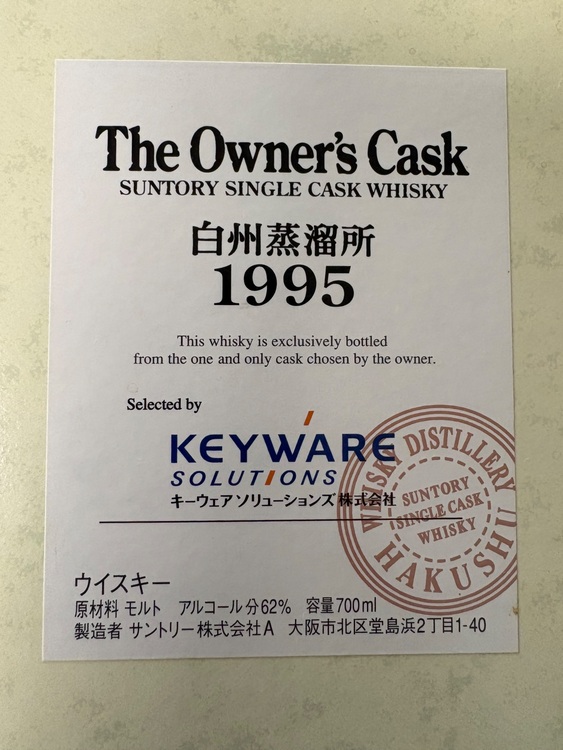 The Owner's Cask
SUNTORY SINGLE CASK WHISKY
白州蒸溜所
1995
This whisky is exclusively bottled
from the one and only cask chosen by the owner.
Selected by
KEYWARE
SOLUTIONS
キーウェアソリューションズ株式会社
WHISKY DISTILLERY
SUNTORY
SINGLE CASK
WHISKY
HAKUSHU
ウイスキー
原材料 モルト アルコール分62% 容量700ml
製造者 サントリー株式会社A 大阪市北区堂島浜2丁目1-40